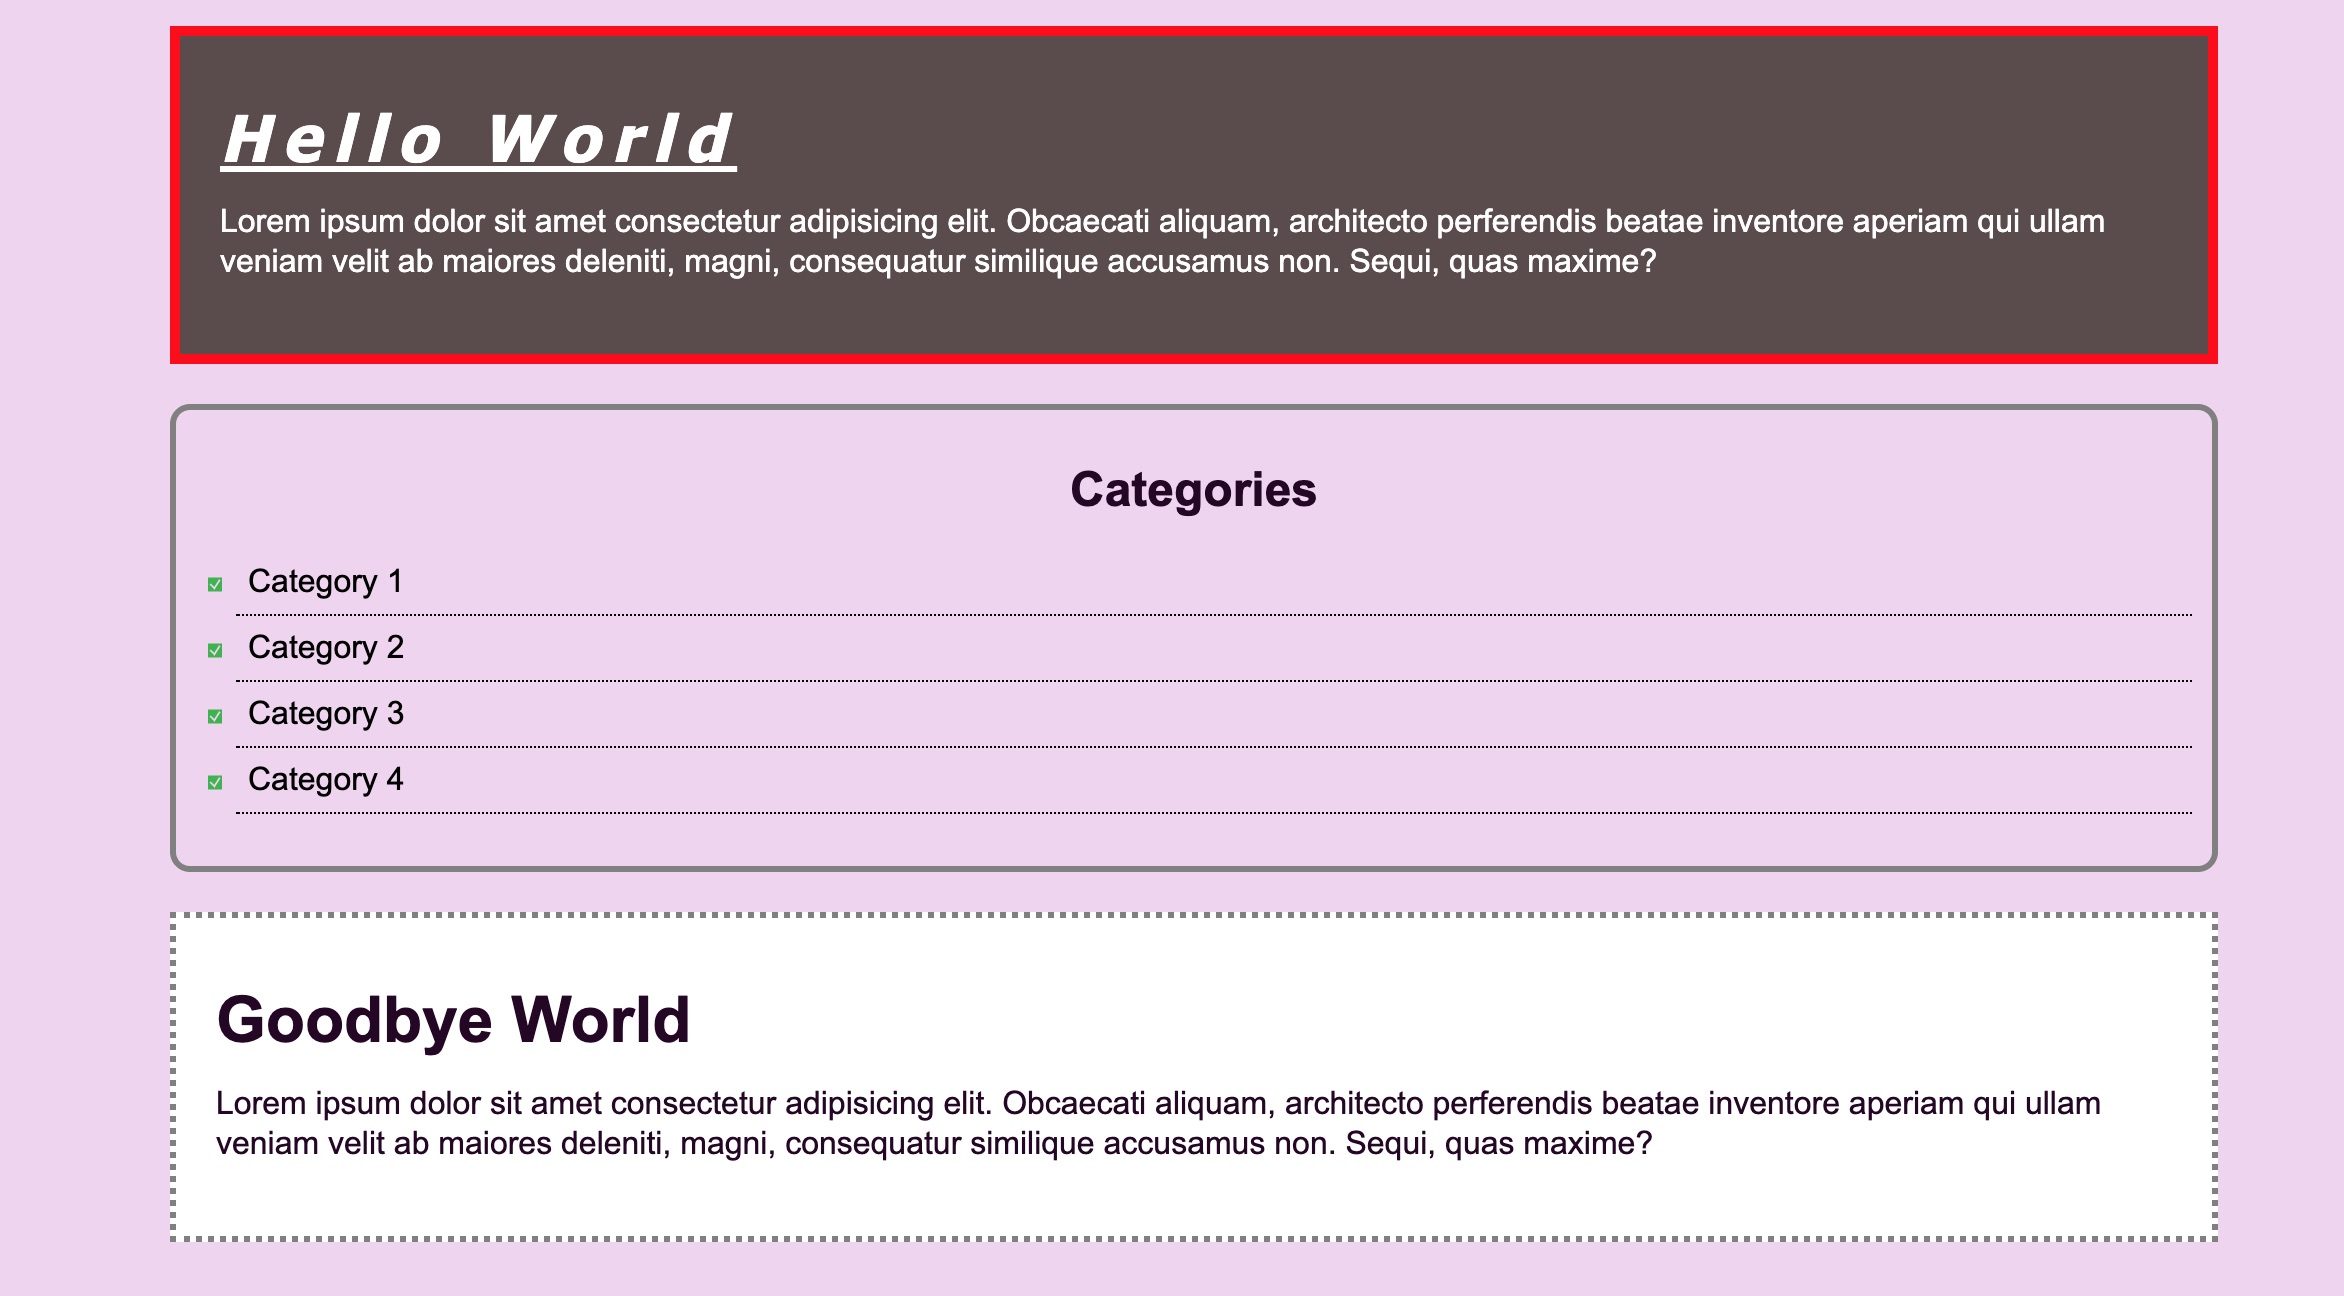 Hello World
Lorem ipsum dolor sit amet consectetur adipisicing elit. Obcaecati aliquam, architecto perferendis beatae inventore aperiam qui ullam
veniam velit ab maiores deleniti, magni, consequatur similique accusamus non. Sequi, quas maxime?
Categories
Category 1
Category 2
Category 3
Category 4
Goodbye World
Lorem ipsum dolor sit amet consectetur adipisicing elit. Obcaecati aliquam, architecto perferendis beatae inventore aperiam qui ullam
veniam velit ab maiores deleniti, magni, consequatur similique accusamus non. Sequi, quas maxime?